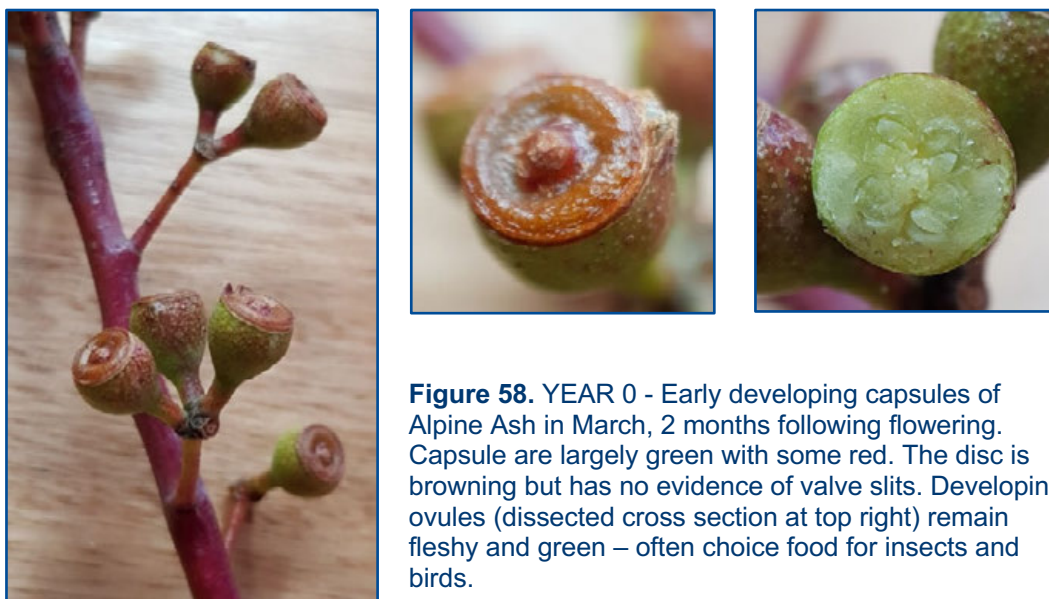 Figure 58. YEAR 0 - Early developing capsules of
Alpine Ash in March, 2 months following flowering.
Capsule are largely green with some red. The disc is
browning but has no evidence of valve slits. Developin
ovules (dissected cross section at top right) remain
fleshy and green – often choice food for insects and
birds.